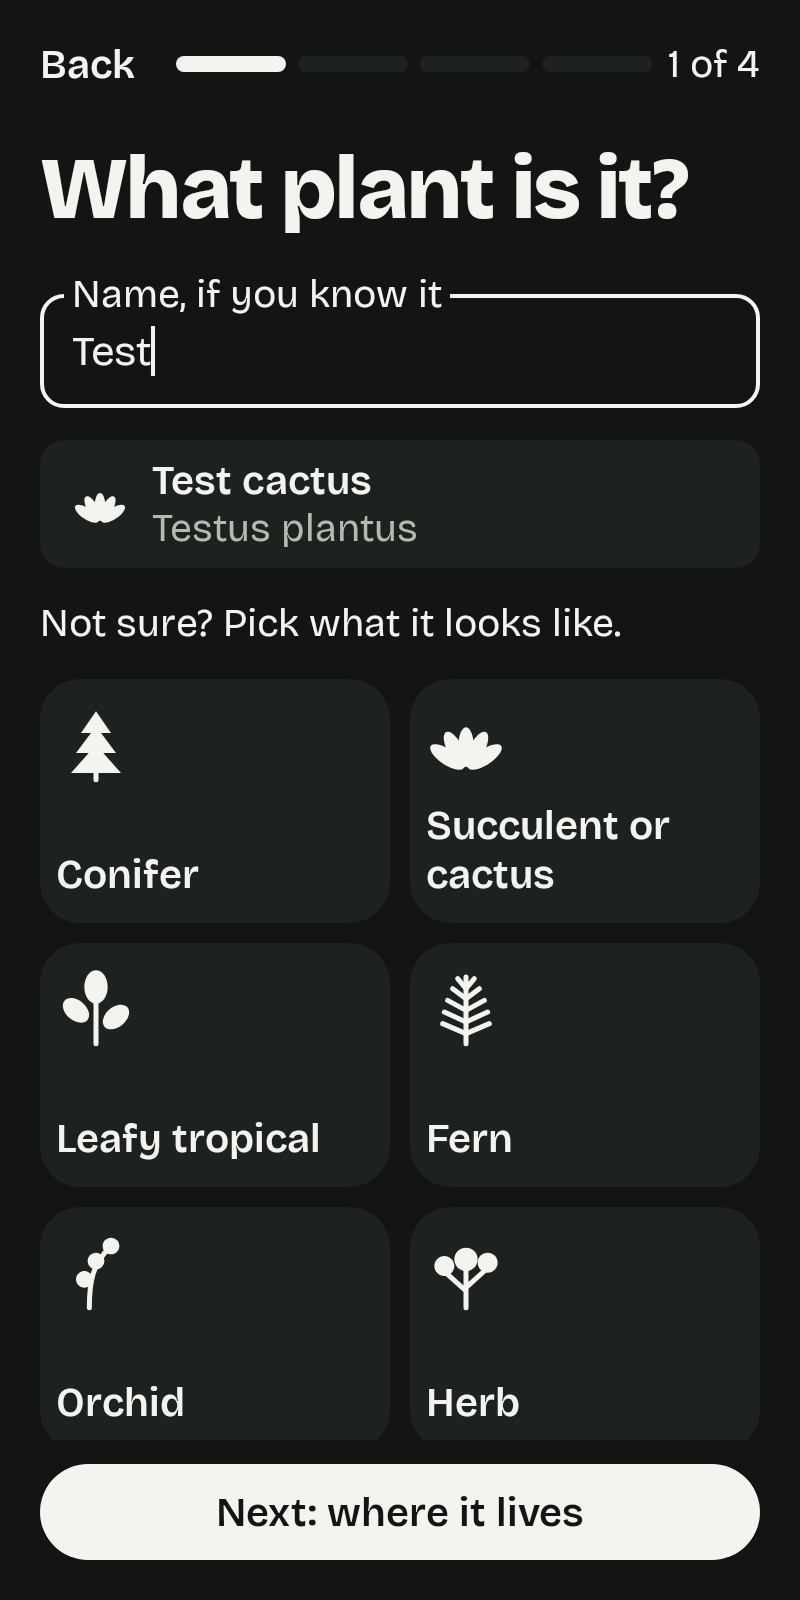 Back
1 of 4
What plant is it?
Name, if you know it
Test
Test cactus
Testus plantus
Not sure? Pick what it looks like.
Conifer
Succulent or
cactus
Leafy tropical
Fern
Orchid
Herb
Next: where it lives